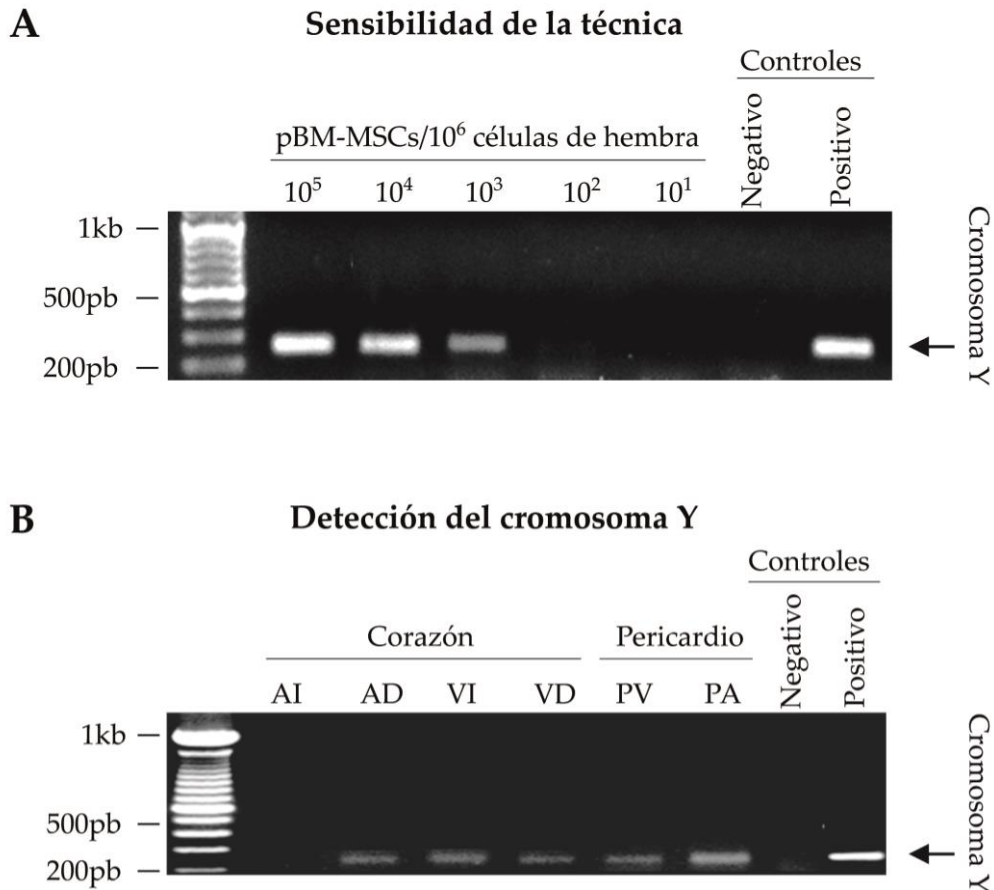 A
Sensibilidad de la técnica
Controles
pBM-MSCs/10⁶ células de hembra
Negativo
Positivo
10⁵ 10⁴ 10³ 10² 10¹
1kb
500pb
200pb
Cromosoma Y
B
Detección del cromosoma Y
Controles
Corazón Pericardio
Negativo
Positivo
AI AD VI VD PV PA
1kb
500pb
200pb
Cromosoma Y